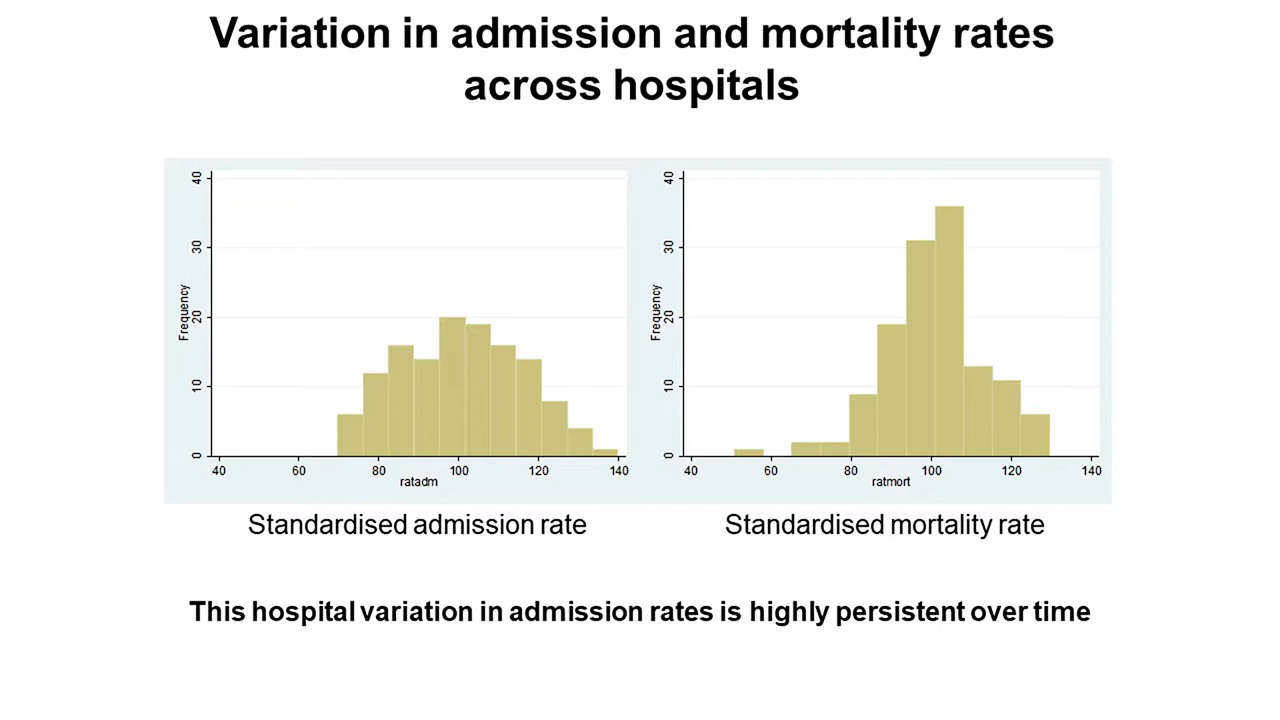 Variation in admission and mortality rates
across hospitals
40
30
20
10
0
Frequency
40 60 80 100 120 140
ratadm
40
30
20
10
0
Frequency
40 60 80 100 120 140
ratmort
Standardised admission rate
Standardised mortality rate
This hospital variation in admission rates is highly persistent over time